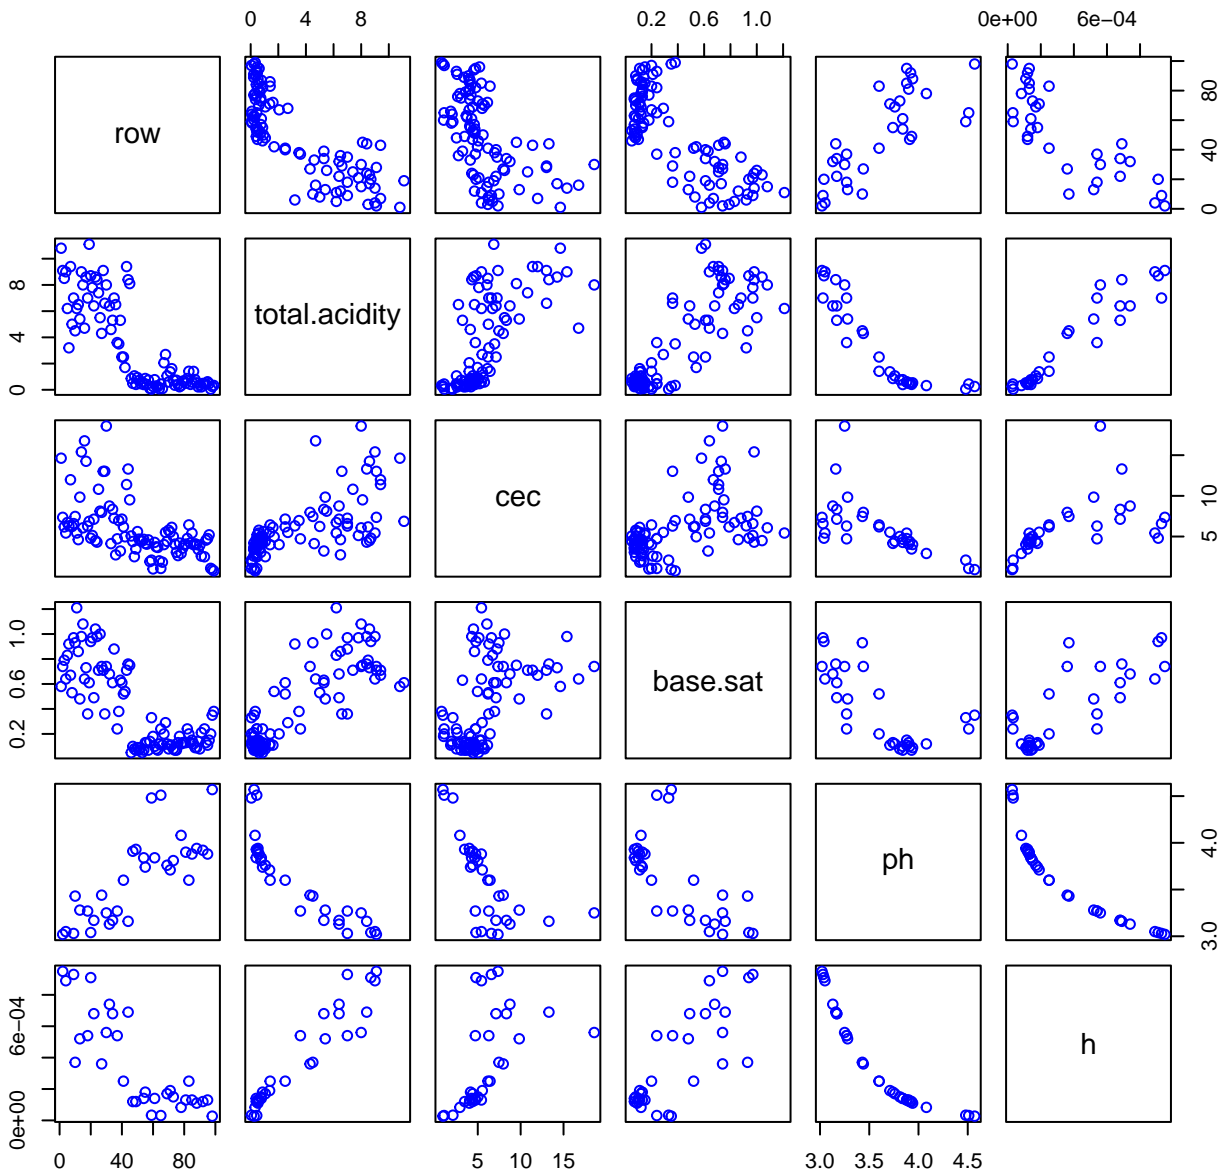 0 4 8 0.2 0.6 1.0 0e+00 6e-04
row 0 40 80
0 4 8 total.acidity
cec 5 10
0.2 0.6 1.0 base.sat
ph 3.0 4.0
0e+00 6e-04 h
0 40 80 5 10 15 3.0 3.5 4.0 4.5